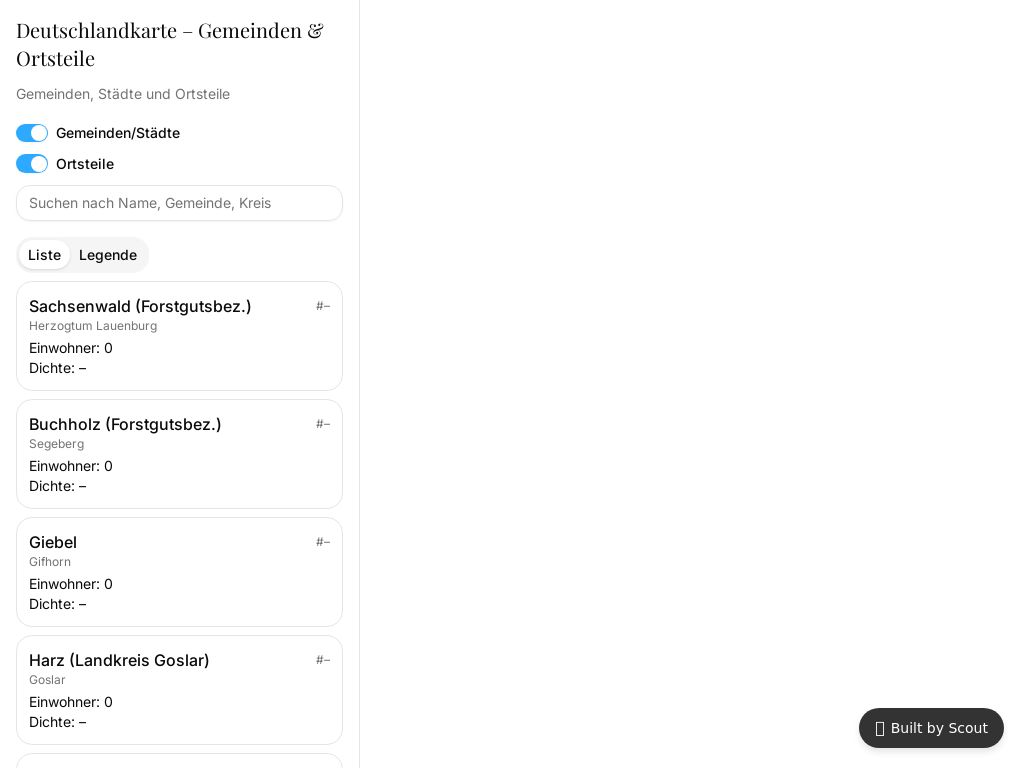 Deutschlandkarte – Gemeinden &
Ortsteile
Gemeinden, Städte und Ortsteile
Gemeinden/Städte
Ortsteile
Suchen nach Name, Gemeinde, Kreis
Liste Legende
Sachsenwald (Forstgutsbez.) #–
Herzogtum Lauenburg
Einwohner: 0
Dichte: –
Buchholz (Forstgutsbez.) #–
Segeberg
Einwohner: 0
Dichte: –
Giebel #–
Gifhorn
Einwohner: 0
Dichte: –
Harz (Landkreis Goslar) #–
Goslar
Einwohner: 0
Dichte: –
Built by Scout